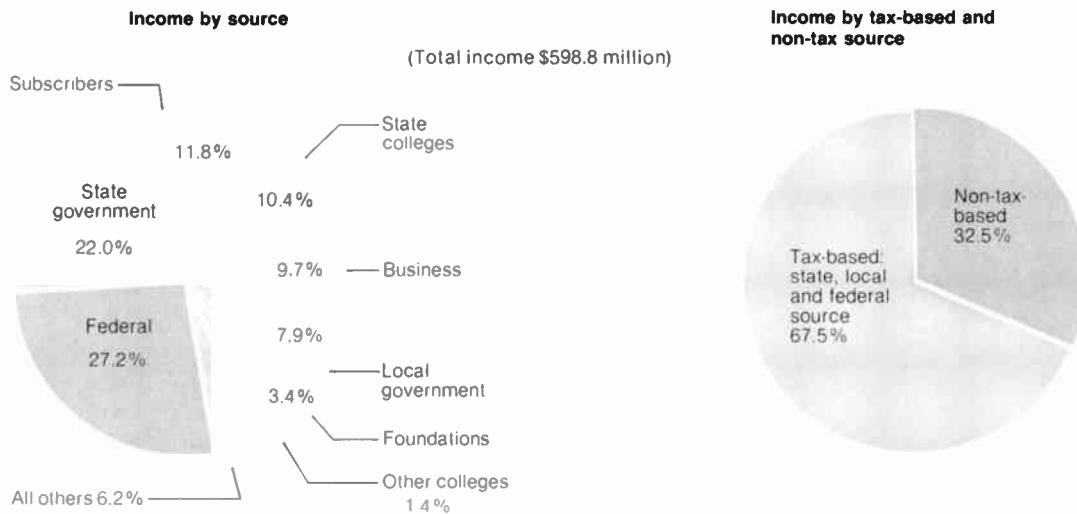 Income by source
(Total income $598.8 million)
Subscribers
11.8%
State
colleges
10.4%
State
government
22.0%
9.7%
Business
Federal
27.2%
7.9%
Local
government
3.4%
Foundations
Other colleges
1 4%
All others 6.2%
Income by tax-based and
non-tax source
Non-tax-
based
32.5%
Tax-based:
state, local
and federal
source
67.5%